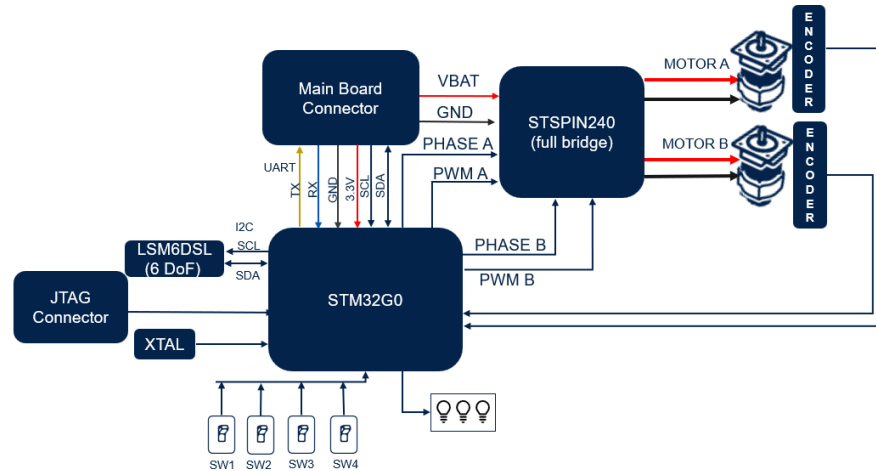 ENCODER
MOTOR A
Main Board
Connector
VBAT
GND
STSPIN240
(full bridge)
ENCODER
MOTOR B
PHASE A
PWM A
UART
TX
RX
GND
3.3V
SCL
SDA
I2C
SCL
LSM6DSL
(6 DoF)
SDA
PHASE B
PWM B
JTAG
Connector
STM32G0
XTAL
SW1
SW2
SW3
SW4